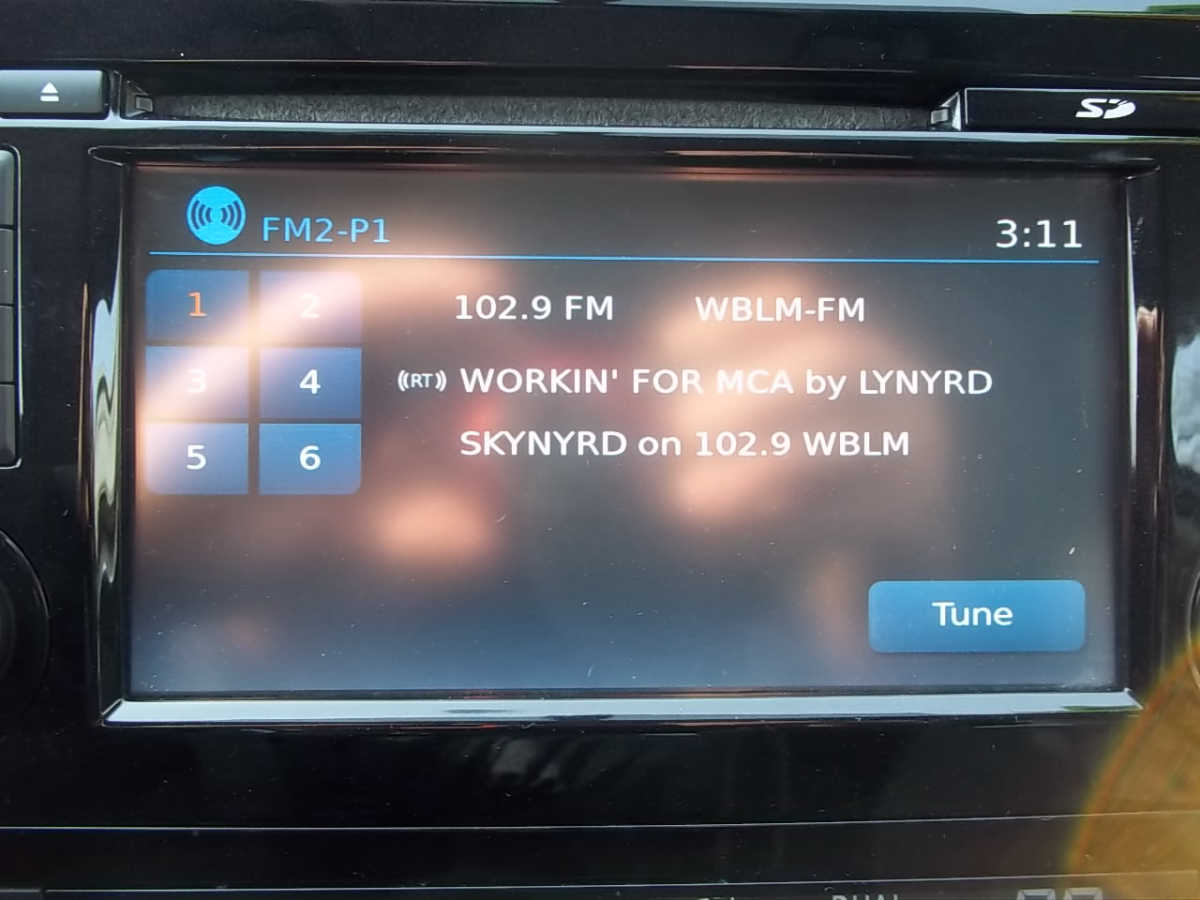 SD
FM2-P1
3:11
1 2
102.9 FM WBLM-FM
3 4
((RT)) WORKIN' FOR MCA by LYNYRD
SKYNYRD on 102.9 WBLM
5 6
Tune